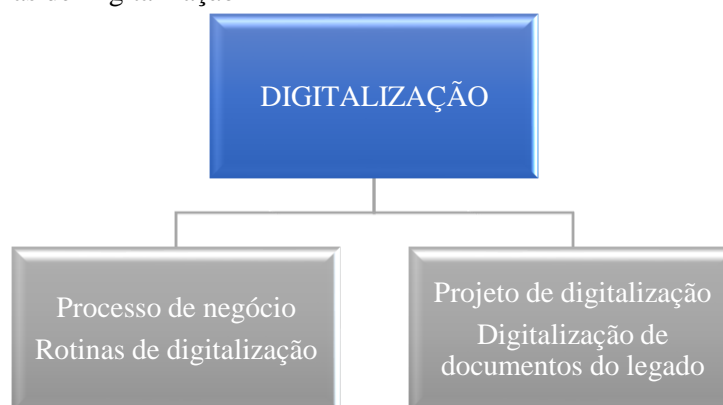 DIGITALIZAÇÃO
Processo de negócio
Rotinas de digitalização
Projeto de digitalização
Digitalização de
documentos do legado